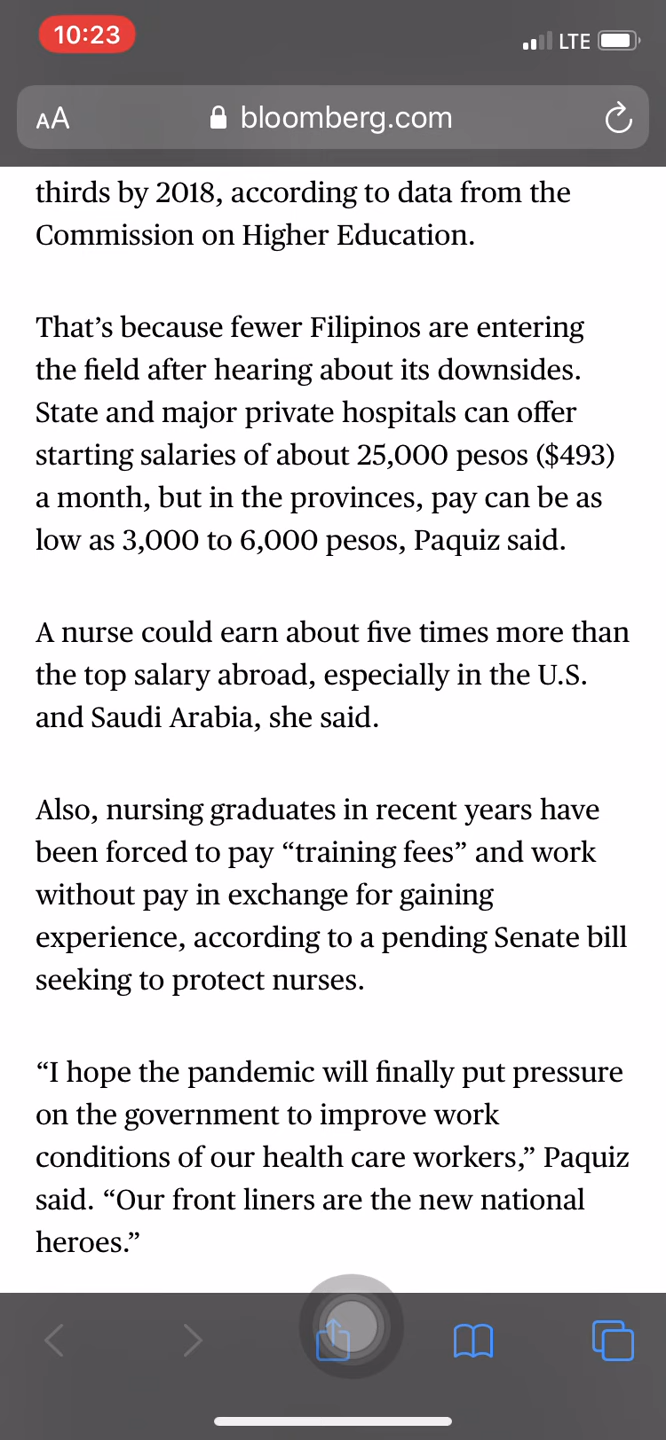 10:23
LTE
AA
bloomberg.com
thirds by 2018, according to data from the
Commission on Higher Education.
That’s because fewer Filipinos are entering
the field after hearing about its downsides.
State and major private hospitals can offer
starting salaries of about 25,000 pesos ($493)
a month, but in the provinces, pay can be as
low as 3,000 to 6,000 pesos, Paquiz said.
A nurse could earn about five times more than
the top salary abroad, especially in the U.S.
and Saudi Arabia, she said.
Also, nursing graduates in recent years have
been forced to pay “training fees” and work
without pay in exchange for gaining
experience, according to a pending Senate bill
seeking to protect nurses.
“I hope the pandemic will finally put pressure
on the government to improve work
conditions of our health care workers,” Paquiz
said. “Our front liners are the new national
heroes.”